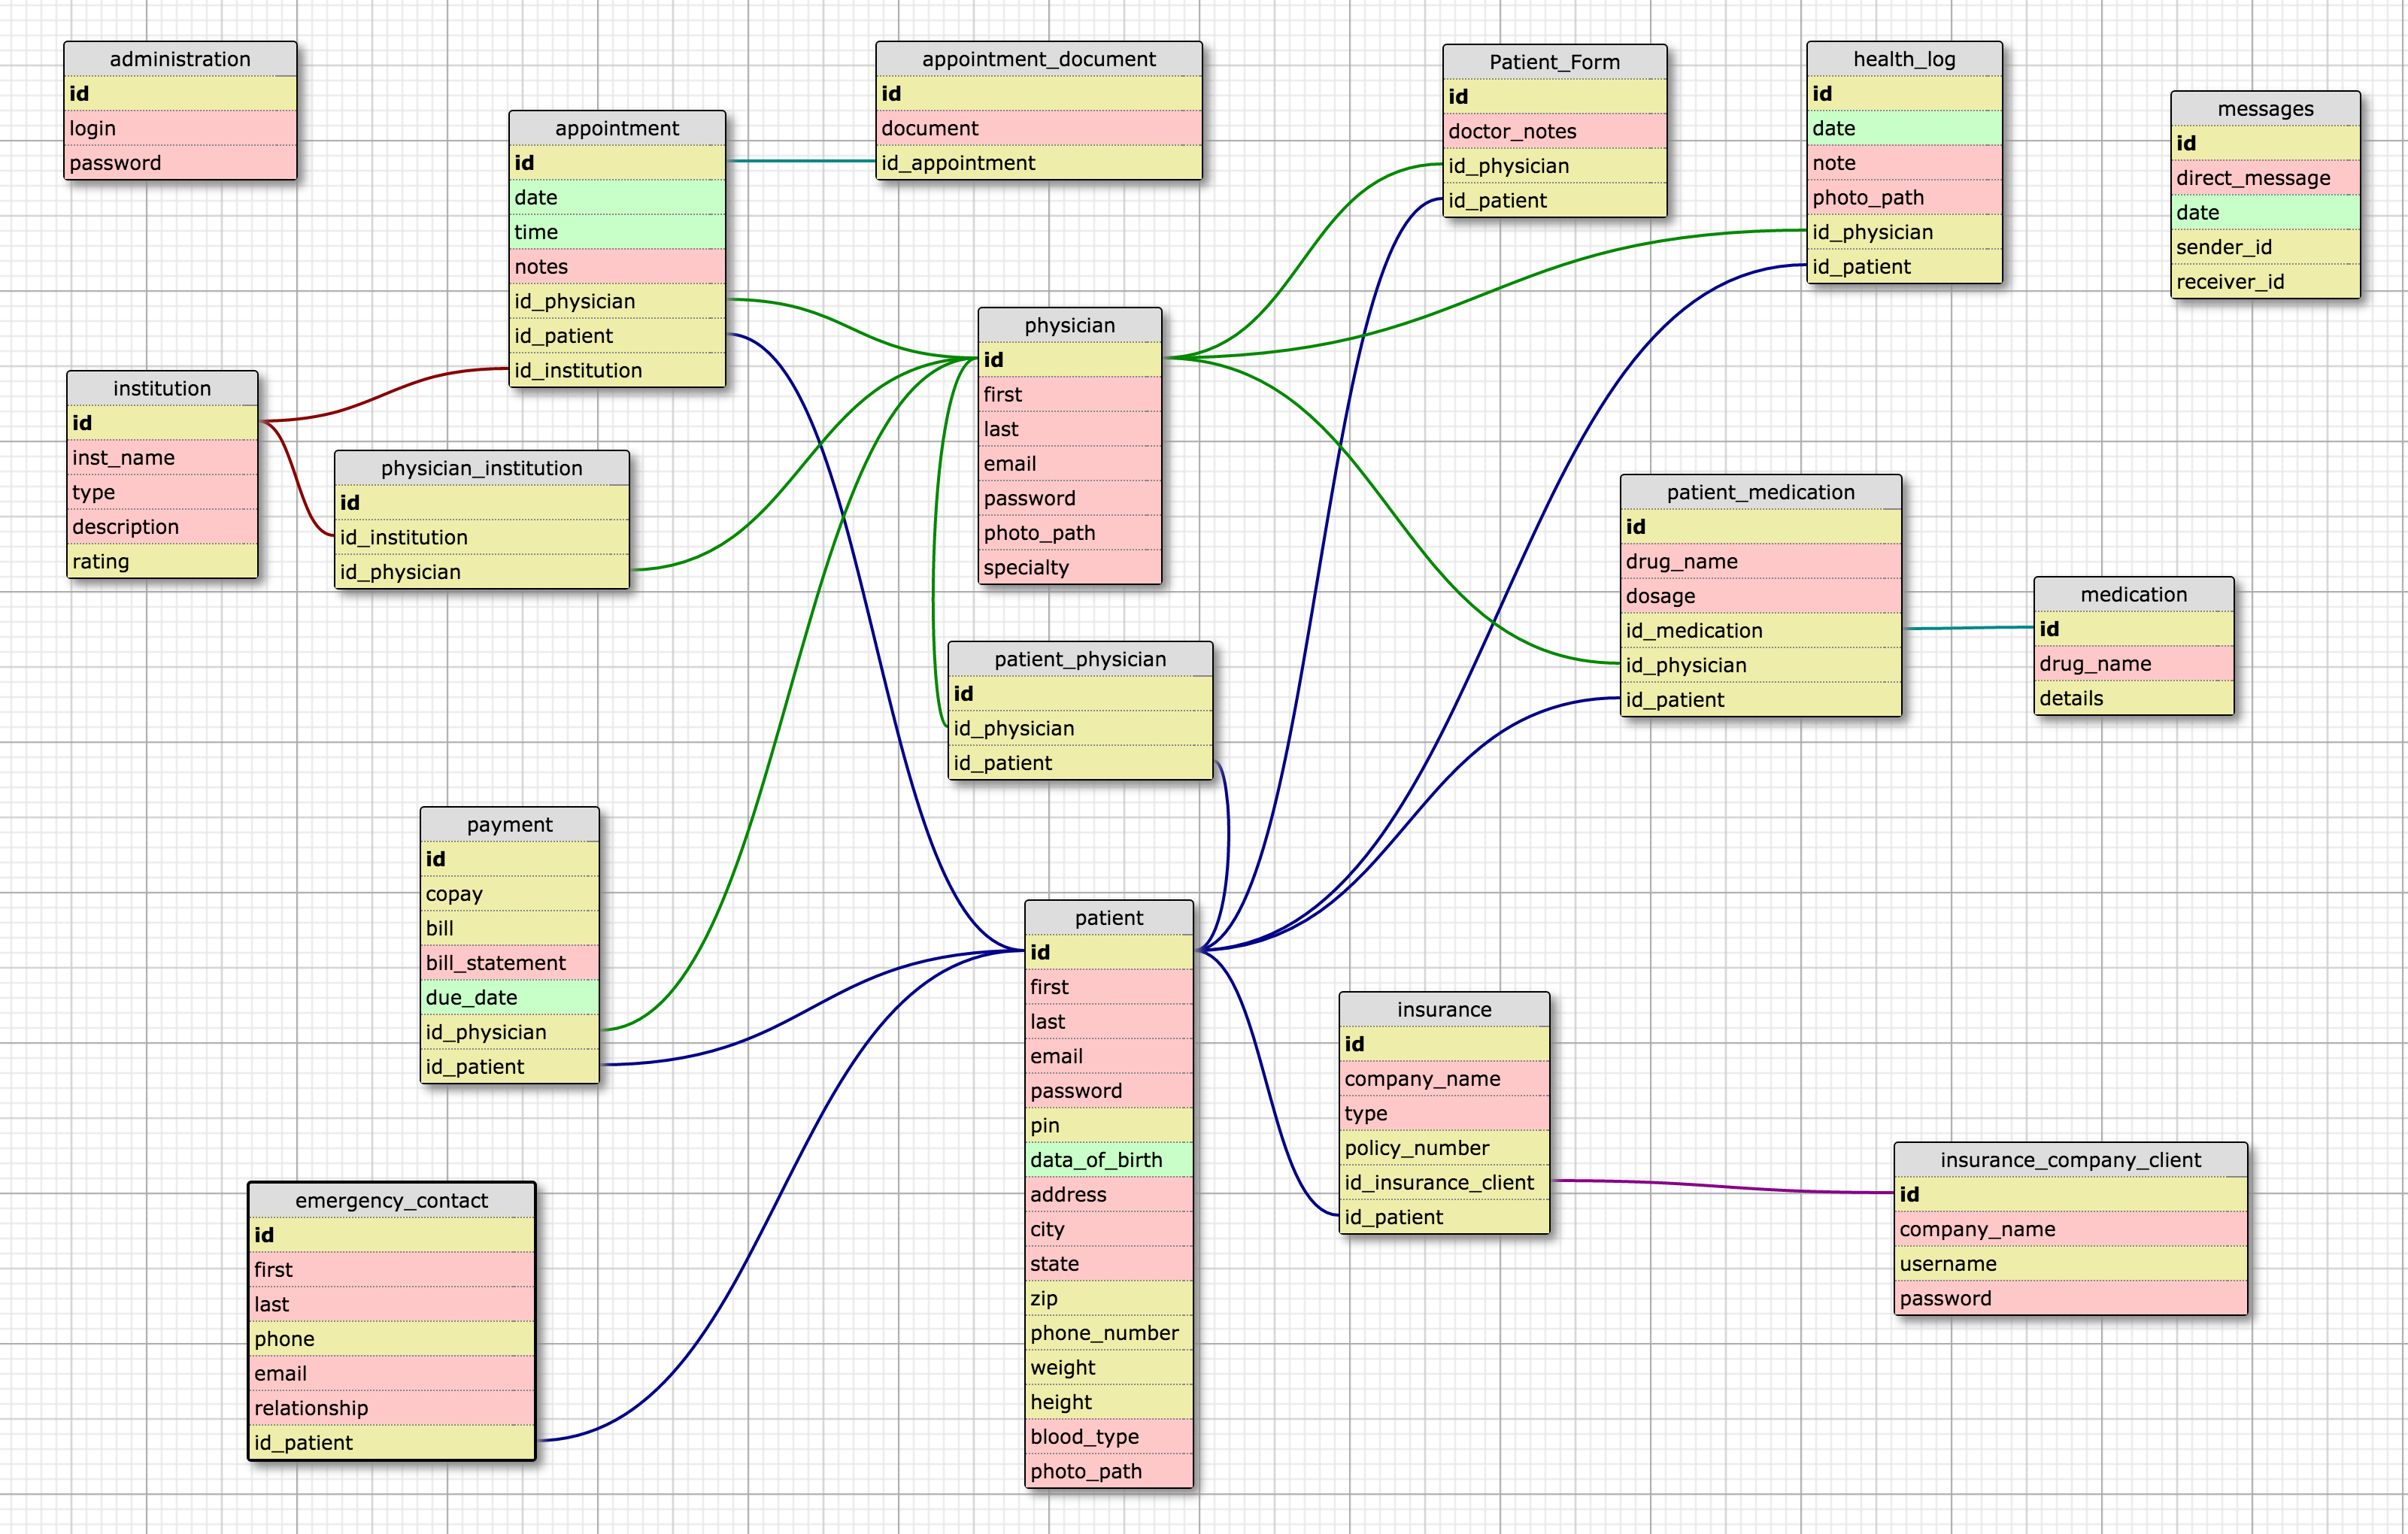 administration
id
login
password
appointment
id
date
time
notes
id_physician
id_patient
id_institution
appointment_document
id
document
id_appointment
Patient_Form
id
doctor_notes
id_physician
id_patient
health_log
id
date
note
photo_path
id_physician
id_patient
messages
id
direct_message
date
sender_id
receiver_id
institution
id
inst_name
type
description
rating
physician_institution
id
id_institution
id_physician
physician
id
first
last
email
password
photo_path
specialty
patient_physician
id
id_physician
id_patient
patient_medication
id
drug_name
dosage
id_medication
id_physician
id_patient
medication
id
drug_name
details
payment
id
copay
bill
bill_statement
due_date
id_physician
id_patient
patient
id
first
last
email
password
pin
data_of_birth
address
city
state
zip
phone_number
weight
height
blood_type
photo_path
insurance
id
company_name
type
policy_number
id_insurance_client
id_patient
insurance_company_client
id
company_name
username
password
emergency_contact
id
first
last
phone
email
relationship
id_patient